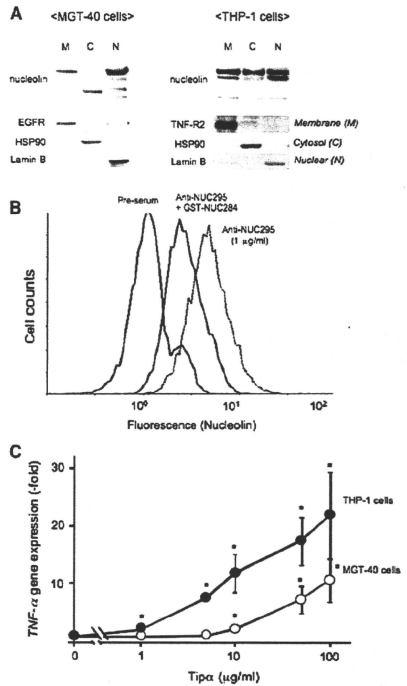 A
<MGT-40 cells> <THP-1 cells>
M C N M C N
nucleolin nucleolin
EGFR TNF-R2 Membrane (M)
HSP90 HSP90 Cytosol (C)
Lamin B Lamin B Nuclear (N)
B
Pre-serum Anti-NUC295
+ GST-NUC284
Anti-NUC295
(1 µg/ml)
Cell counts
10⁰ 10¹ 10²
Fluorescence (Nucleolin)
C
TNF-α gene expression (-fold)
30
20
10
THP-1 cells
MGT-40 cells
0 1 10 100
Tipα (µg/ml)